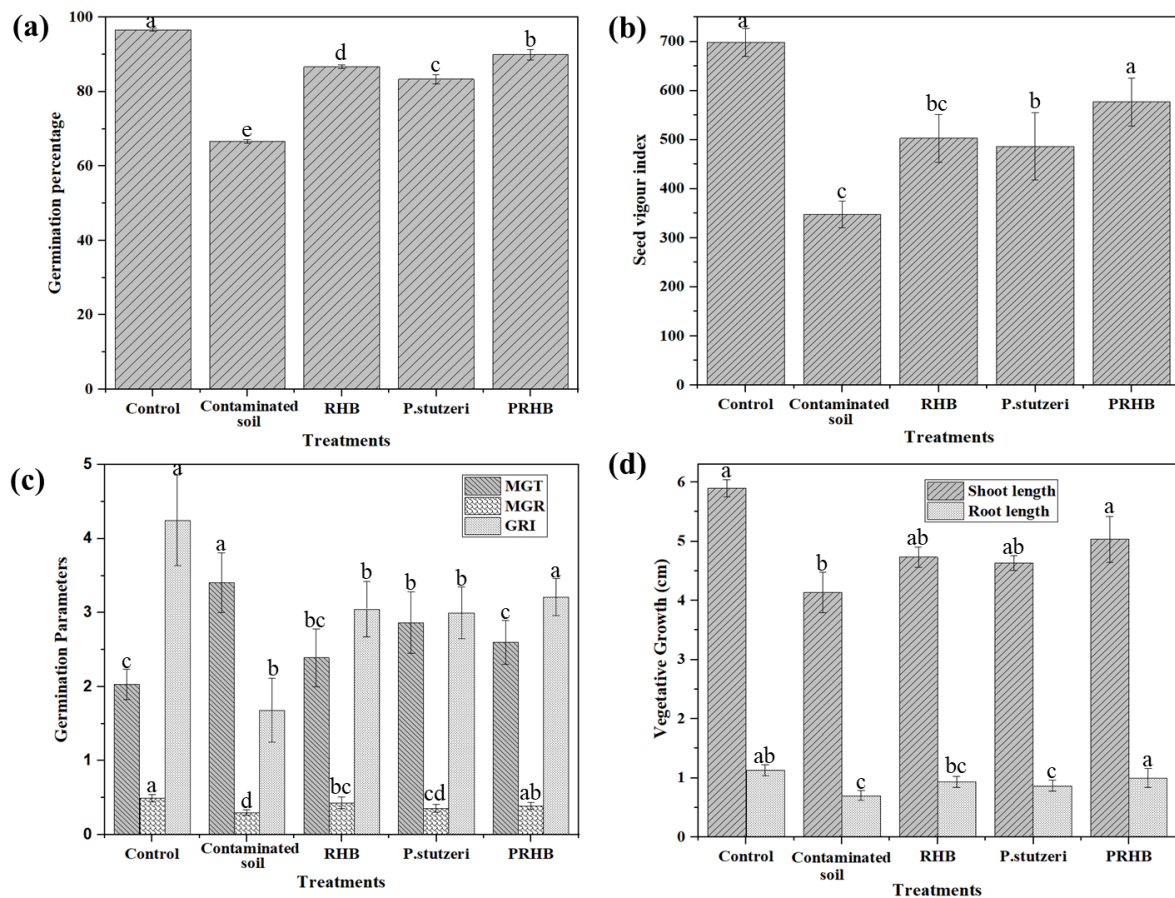 (a)
100
80
60
40
20
0
Germination percentage
a
e
d
c
b
Control
Contaminated
soil
RHB
P.stutzeri
PRHB
Treatments
(b)
700
600
500
400
300
200
100
0
Seed vigour index
a
c
bc
b
a
Control
Contaminated
soil
RHB
P.stutzeri
PRHB
Treatments
(c)
5
4
3
2
1
0
Germination Parameters
MGT
MGR
GRI
c
a
a
a
d
b
bc
bc
b
b
cd
b
c
ab
a
Control
Contaminated
soil
RHB
P.stutzeri
PRHB
Treatments
(d)
6
5
4
3
2
1
0
Vegetative Growth (cm)
Shoot length
Root length
a
ab
b
c
ab
bc
ab
c
a
a
Control
Contaminated
soil
RHB
P.stutzeri
PRHB
Treatments